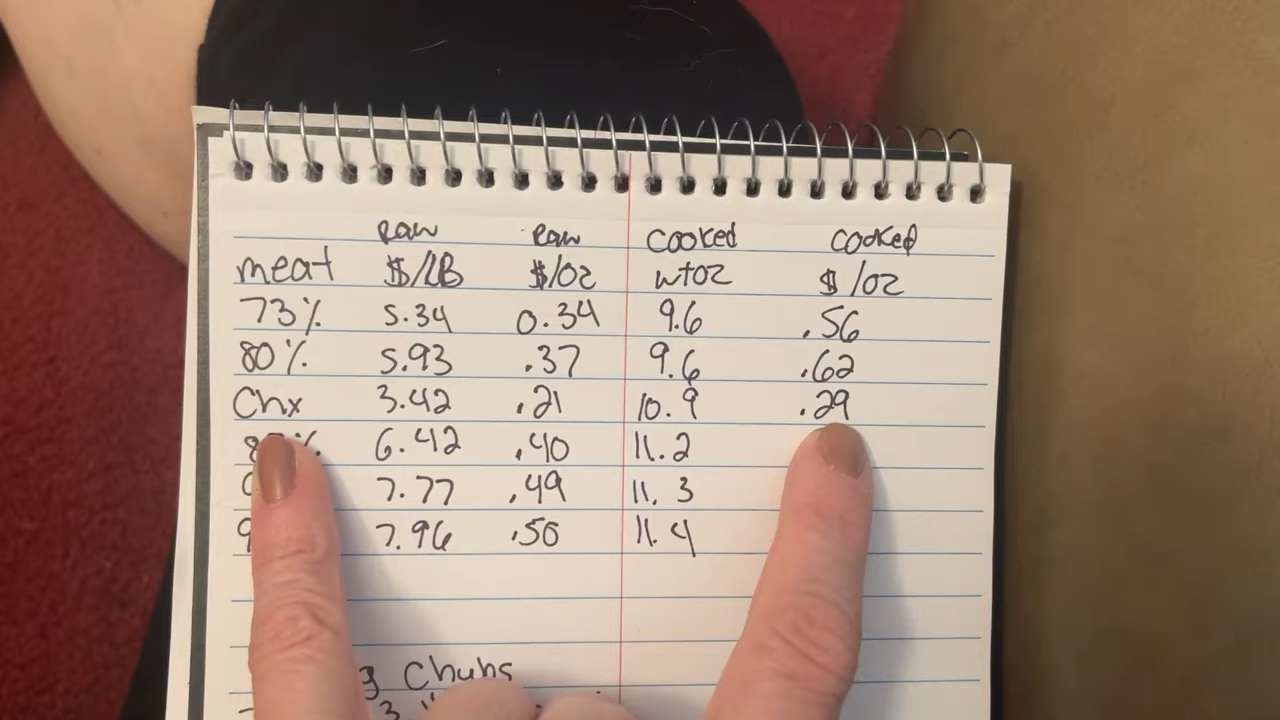 Raw Raw Cooked Cooked
meat $/LB $/oz wtoz $/oz
73% 5.34 0.34 9.6 .56
80% 5.93 .37 9.6 .62
Chx 3.42 .21 10.9 .29
6.42 .40 11.2
7.77 .49 11.3
7.96 .50 11.4
Chubs